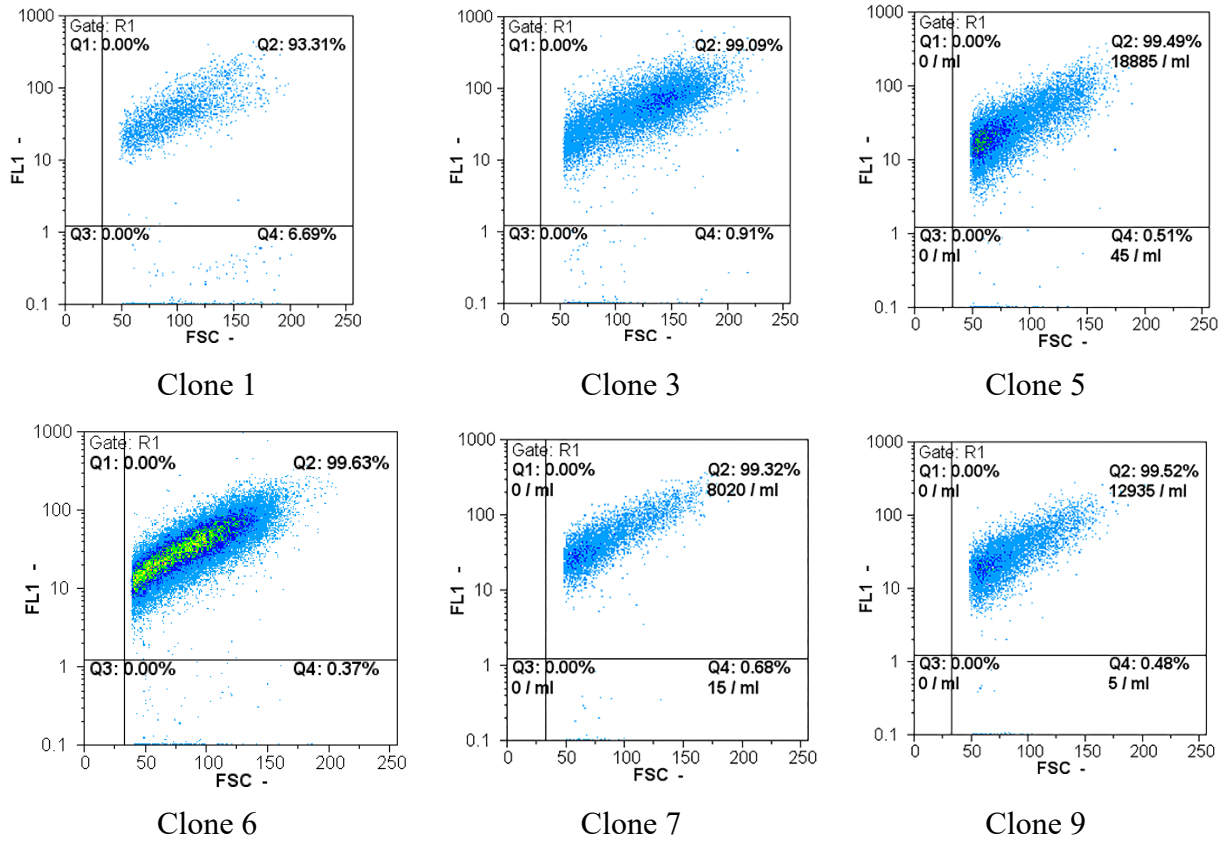 Gate: R1
Q1: 0.00% Q2: 93.31%
Q3: 0.00% Q4: 6.69%
1000
100
10
1
0.1
FL1 -
0 50 100 150 200 250
FSC -
Clone 1
Gate: R1
Q1: 0.00% Q2: 99.09%
Q3: 0.00% Q4: 0.91%
1000
100
10
1
0.1
FL1 -
0 50 100 150 200 250
FSC -
Clone 3
Gate: R1
Q1: 0.00% Q2: 99.49%
0 / ml 18885 / ml
Q3: 0.00% Q4: 0.51%
0 / ml 45 / ml
1000
100
10
1
0.1
FL1 -
0 50 100 150 200 250
FSC -
Clone 5
Gate: R1
Q1: 0.00% Q2: 99.63%
Q3: 0.00% Q4: 0.37%
1000
100
10
1
0.1
FL1 -
0 50 100 150 200 250
FSC -
Clone 6
Gate: R1
Q1: 0.00% Q2: 99.32%
0 / ml 8020 / ml
Q3: 0.00% Q4: 0.68%
0 / ml 15 / ml
1000
100
10
1
0.1
FL1 -
0 50 100 150 200 250
FSC -
Clone 7
Gate: R1
Q1: 0.00% Q2: 99.52%
0 / ml 12935 / ml
Q3: 0.00% Q4: 0.48%
0 / ml 5 / ml
1000
100
10
1
0.1
FL1 -
0 50 100 150 200 250
FSC -
Clone 9